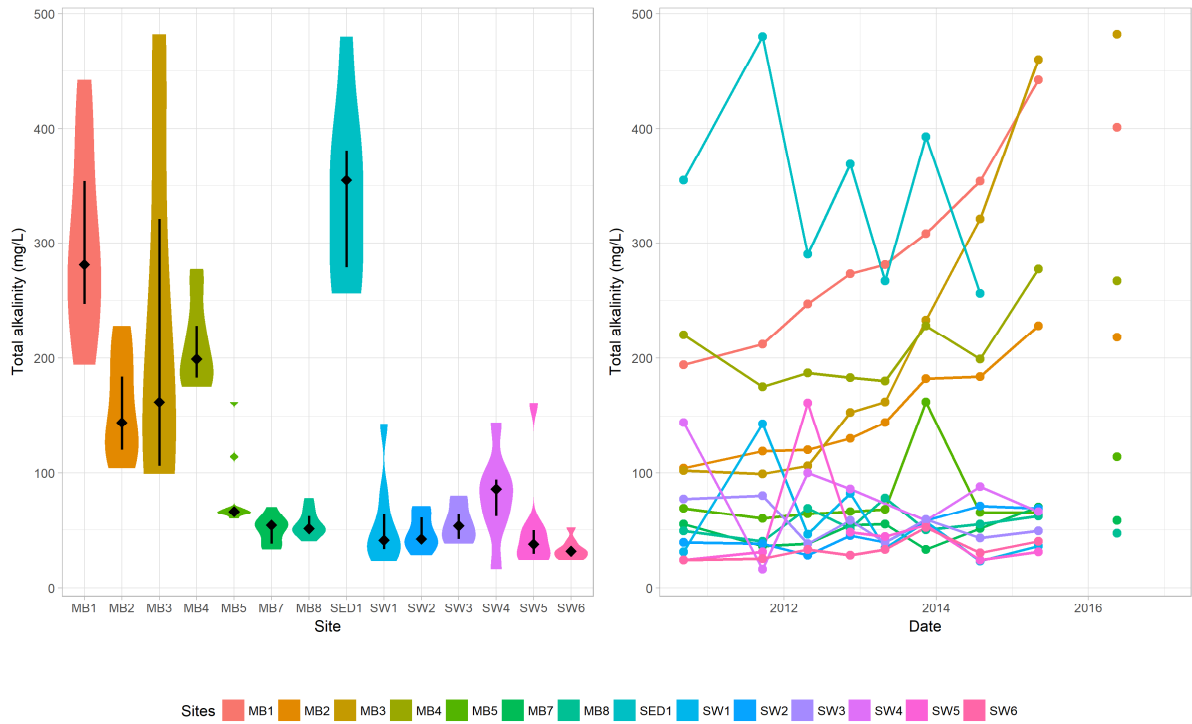 Total alkalinity (mg/L)
500
400
300
200
100
0
MB1 MB2 MB3 MB4 MB5 MB7 MB8 SED1 SW1 SW2 SW3 SW4 SW5 SW6
Site
Total alkalinity (mg/L)
500
400
300
200
100
0
2012 2014 2016
Date
Sites MB1 MB2 MB3 MB4 MB5 MB7 MB8 SED1 SW1 SW2 SW3 SW4 SW5 SW6